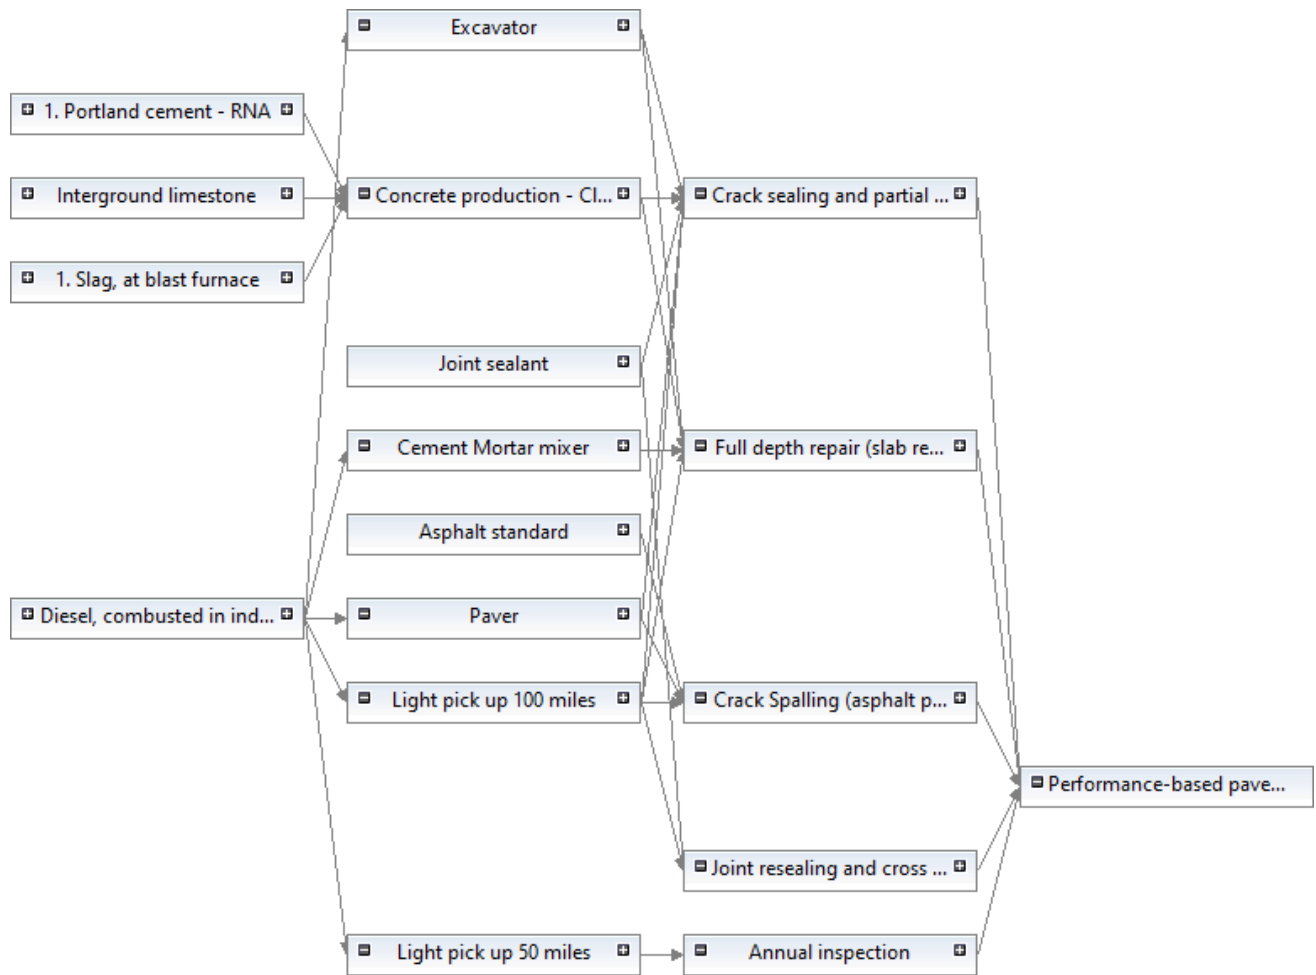 Excavator
1. Portland cement - RNA
Interground limestone
Concrete production - Cl...
Crack sealing and partial ...
1. Slag, at blast furnace
Joint sealant
Cement Mortar mixer
Full depth repair (slab re...
Asphalt standard
Diesel, combusted in ind...
Paver
Light pick up 100 miles
Crack Spalling (asphalt p...
Performance-based pave...
Joint resealing and cross ...
Light pick up 50 miles
Annual inspection